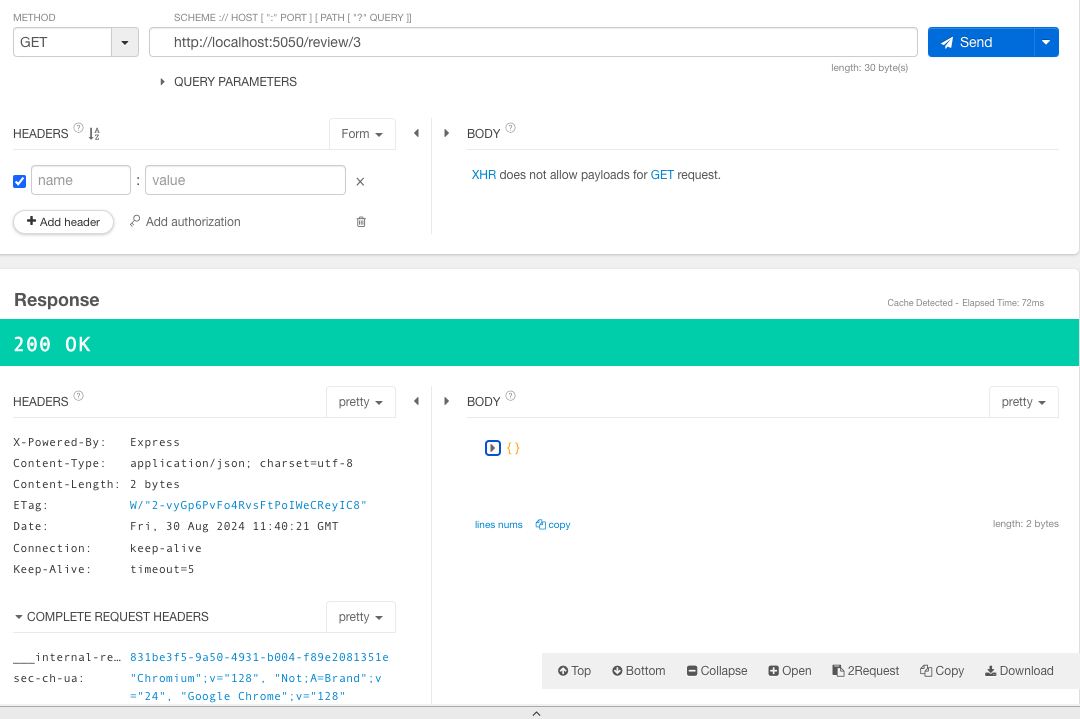 METHOD
SCHEME :// HOST [ ":" PORT ] [ PATH [ "?" QUERY ]]
GET
http://localhost:5050/review/3
Send
length: 30 byte(s)
QUERY PARAMETERS
HEADERS ?
Form
BODY ?
name : value
XHR does not allow payloads for GET request.
Add header
Add authorization
Response
Cache Detected - Elapsed Time: 72ms
200 OK
HEADERS ?
pretty
BODY ?
pretty
X-Powered-By: Express
Content-Type: application/json; charset=utf-8
Content-Length: 2 bytes
ETag: W/"2-vyGp6PvFo4RvsFtPoIWeCReyIC8"
Date: Fri, 30 Aug 2024 11:40:21 GMT
Connection: keep-alive
Keep-Alive: timeout=5
{}
lines nums copy
length: 2 bytes
COMPLETE REQUEST HEADERS
pretty
___internal-re… 831be3f5-9a50-4931-b004-f89e2081351e
sec-ch-ua: "Chromium";v="128", "Not;A=Brand";v
="24", "Google Chrome";v="128"
Top Bottom Collapse Open 2Request Copy Download